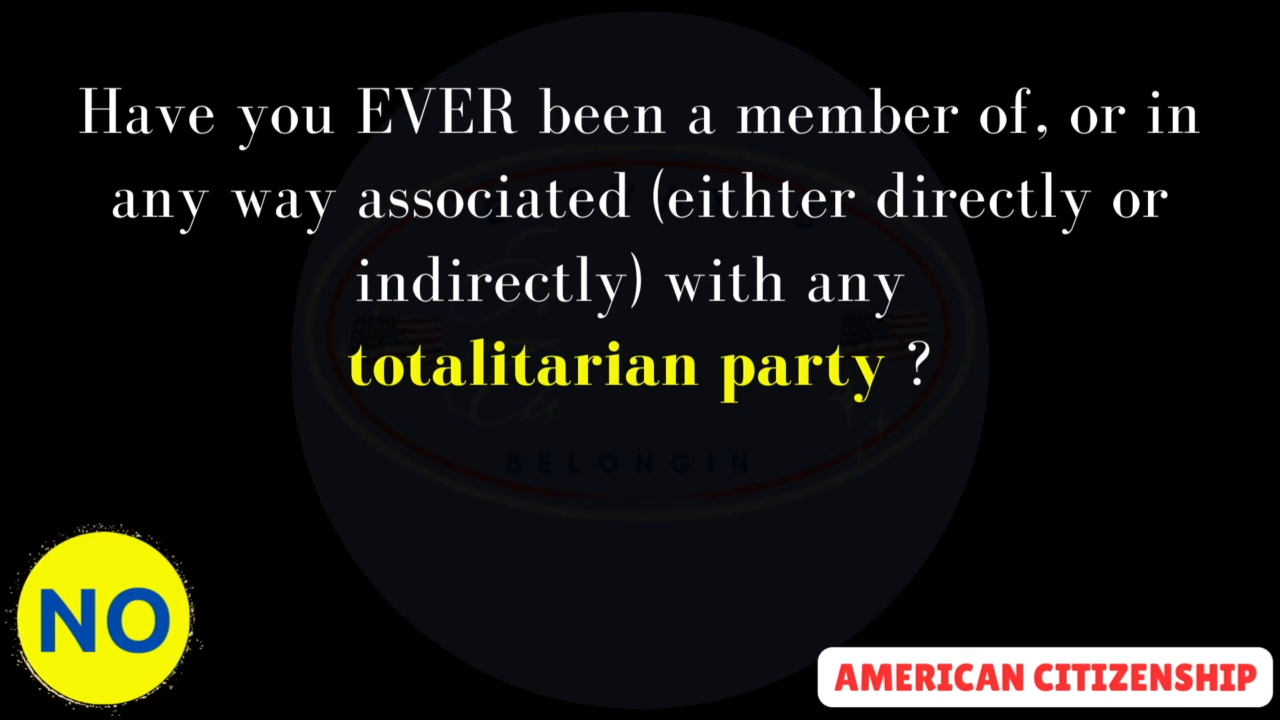 Have you EVER been a member of, or in
any way associated (eithter directly or
indirectly) with any
totalitarian party ?
BELONGIN
NO
AMERICAN CITIZENSHIP